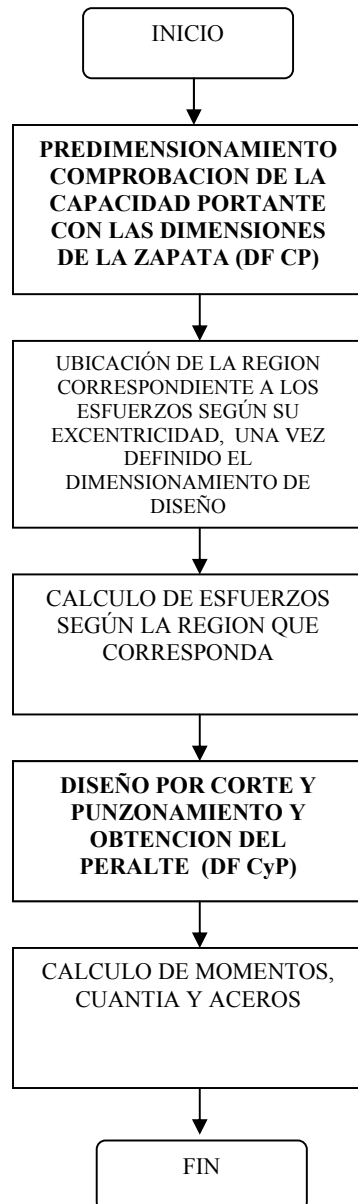 INICIO
PREDIMENSIONAMIENTO
COMPROBACION DE LA
CAPACIDAD PORTANTE
CON LAS DIMENSIONES
DE LA ZAPATA (DF CP)
UBICACIÓN DE LA REGION
CORRESPONDIENTE A LOS
ESFUERZOS SEGÚN SU
EXCENTRICIDAD, UNA VEZ
DEFINIDO EL
DIMENSIONAMIENTO DE
DISEÑO
CALCULO DE ESFUERZOS
SEGÚN LA REGION QUE
CORRESPONDA
DISEÑO POR CORTE Y
PUNZONAMIENTO Y
OBTENCION DEL
PERALTE (DF CyP)
CALCULO DE MOMENTOS,
CUANTIA Y ACEROS
FIN